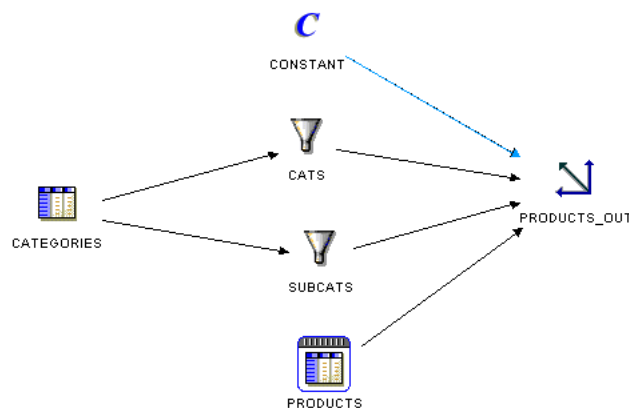 C
CONSTANT
CATS
CATEGORIES
PRODUCTS_OUT
SUBCATS
PRODUCTS